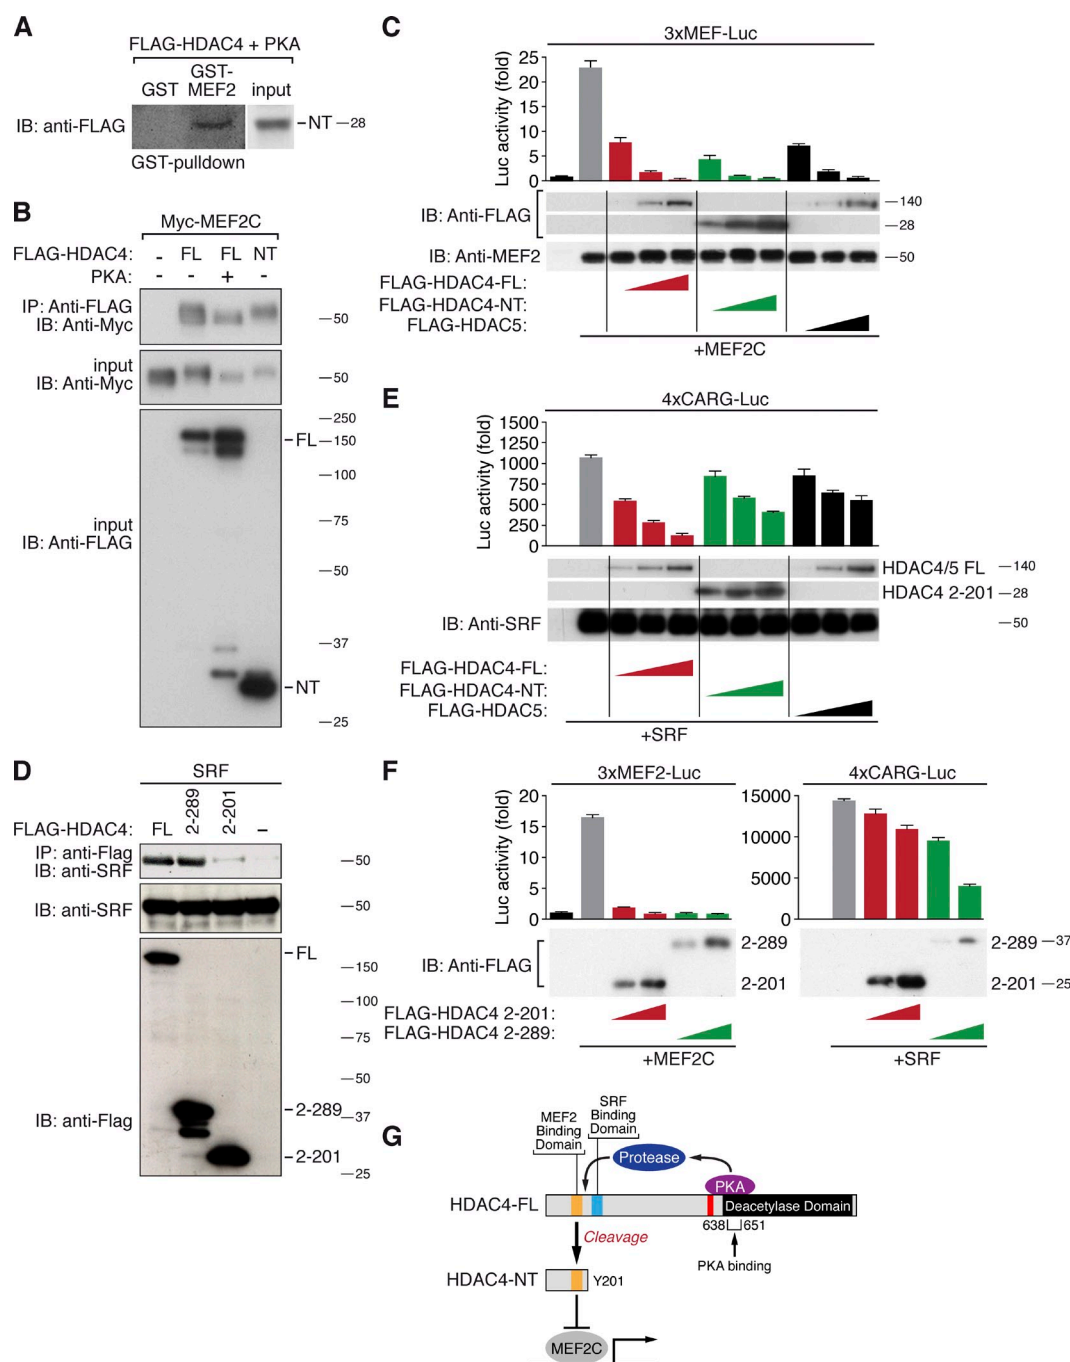 A
FLAG-HDAC4 + PKA
GST
GST-
MEF2
input
IB: anti-FLAG
NT
28
GST-pulldown
B
Myc-MEF2C
FLAG-HDAC4: - FL FL NT
PKA: - - + -
IP: Anti-FLAG
IB: Anti-Myc
50
input
IB: Anti-Myc
50
250
FL
150
100
75
input
IB: Anti-FLAG
50
37
NT
25
C
3xMEF-Luc
Luc activity (fold)
25
20
15
10
5
0
IB: Anti-FLAG
140
28
IB: Anti-MEF2
50
FLAG-HDAC4-FL:
FLAG-HDAC4-NT:
FLAG-HDAC5:
+MEF2C
D
SRF
FLAG-HDAC4: FL 2-289 2-201 -
IP: anti-Flag
IB: anti-SRF
50
IB: anti-SRF
50
FL
150
100
75
50
2-289
37
IB: anti-Flag
2-201
25
E
4xCARG-Luc
Luc activity (fold)
1500
1250
1000
750
500
250
0
HDAC4/5 FL
140
HDAC4 2-201
28
IB: Anti-SRF
50
FLAG-HDAC4-FL:
FLAG-HDAC4-NT:
FLAG-HDAC5:
+SRF
F
3xMEF2-Luc
Luc activity (fold)
20
15
10
5
0
IB: Anti-FLAG
2-289
2-201
FLAG-HDAC4 2-201:
FLAG-HDAC4 2-289:
+MEF2C
4xCARG-Luc
15000
10000
5000
0
2-289
37
2-201
25
+SRF
G
MEF2
Binding
Domain
SRF
Binding
Domain
Protease
PKA
HDAC4-FL
Deacetylase Domain
638
651
Cleavage
PKA binding
HDAC4-NT
Y201
MEF2C